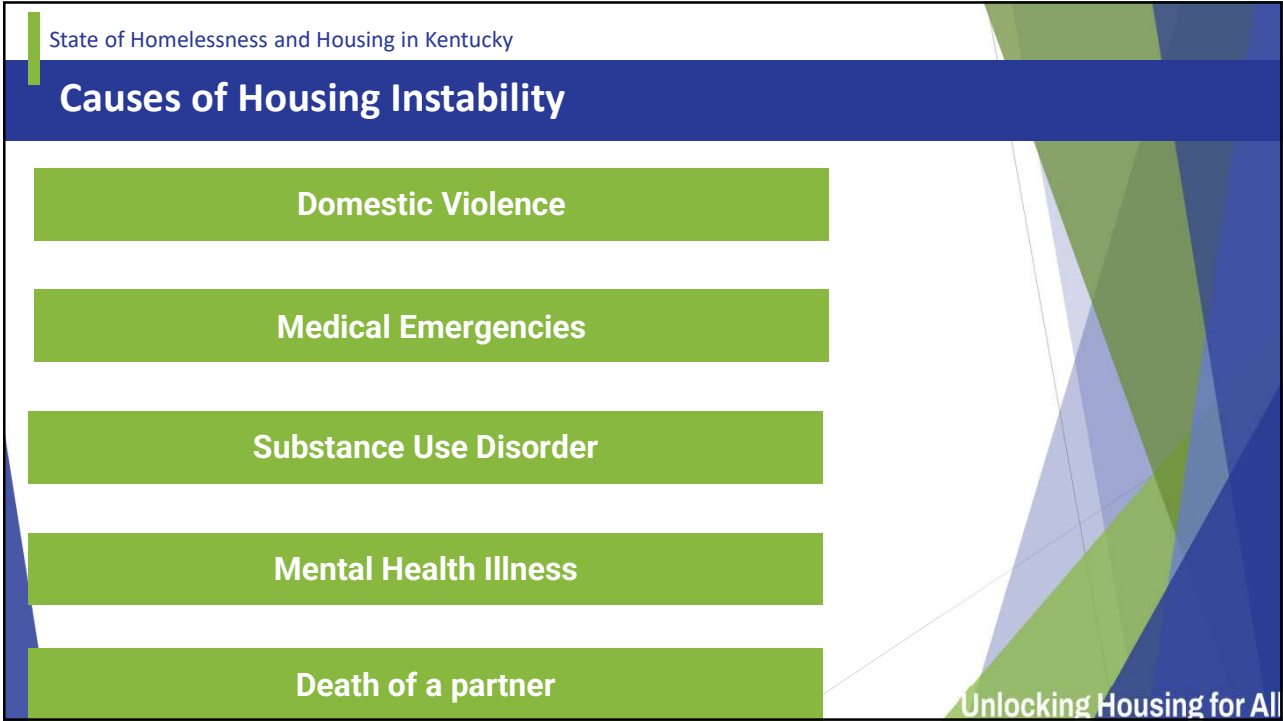 State of Homelessness and Housing in Kentucky
Causes of Housing Instability
Domestic Violence
Medical Emergencies
Substance Use Disorder
Mental Health Illness
Death of a partner
Unlocking Housing for All